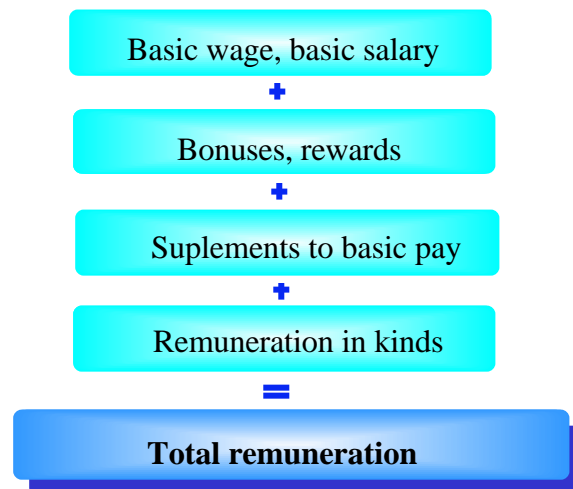 Basic wage, basic salary
+
Bonuses, rewards
+
Suplements to basic pay
+
Remuneration in kinds
=
Total remuneration